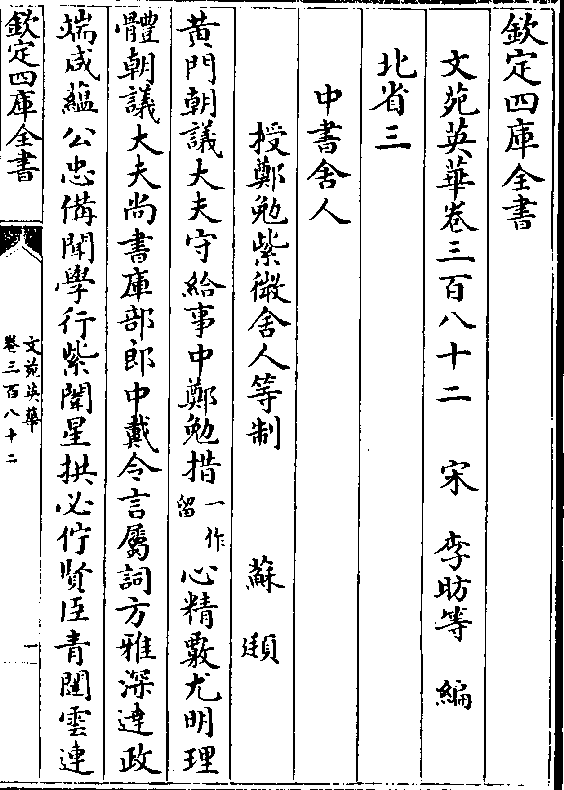 欽定四庫全書
文苑英華卷三百八十二 宋 李昉等 編
北省三
中書舍人
授鄭勉紫微舍人等制 蘇頲
黄門朝議大夫守給事中鄭勉措一作留心精覈尤明理
體朝議大夫尚書庫部郎中戴令言屬詞方雅深達政
端咸藴公忠備聞學行紫闥星拱必佇賢臣青閨雲連
欽定四庫全書
文苑英華
卷三百八十二
一